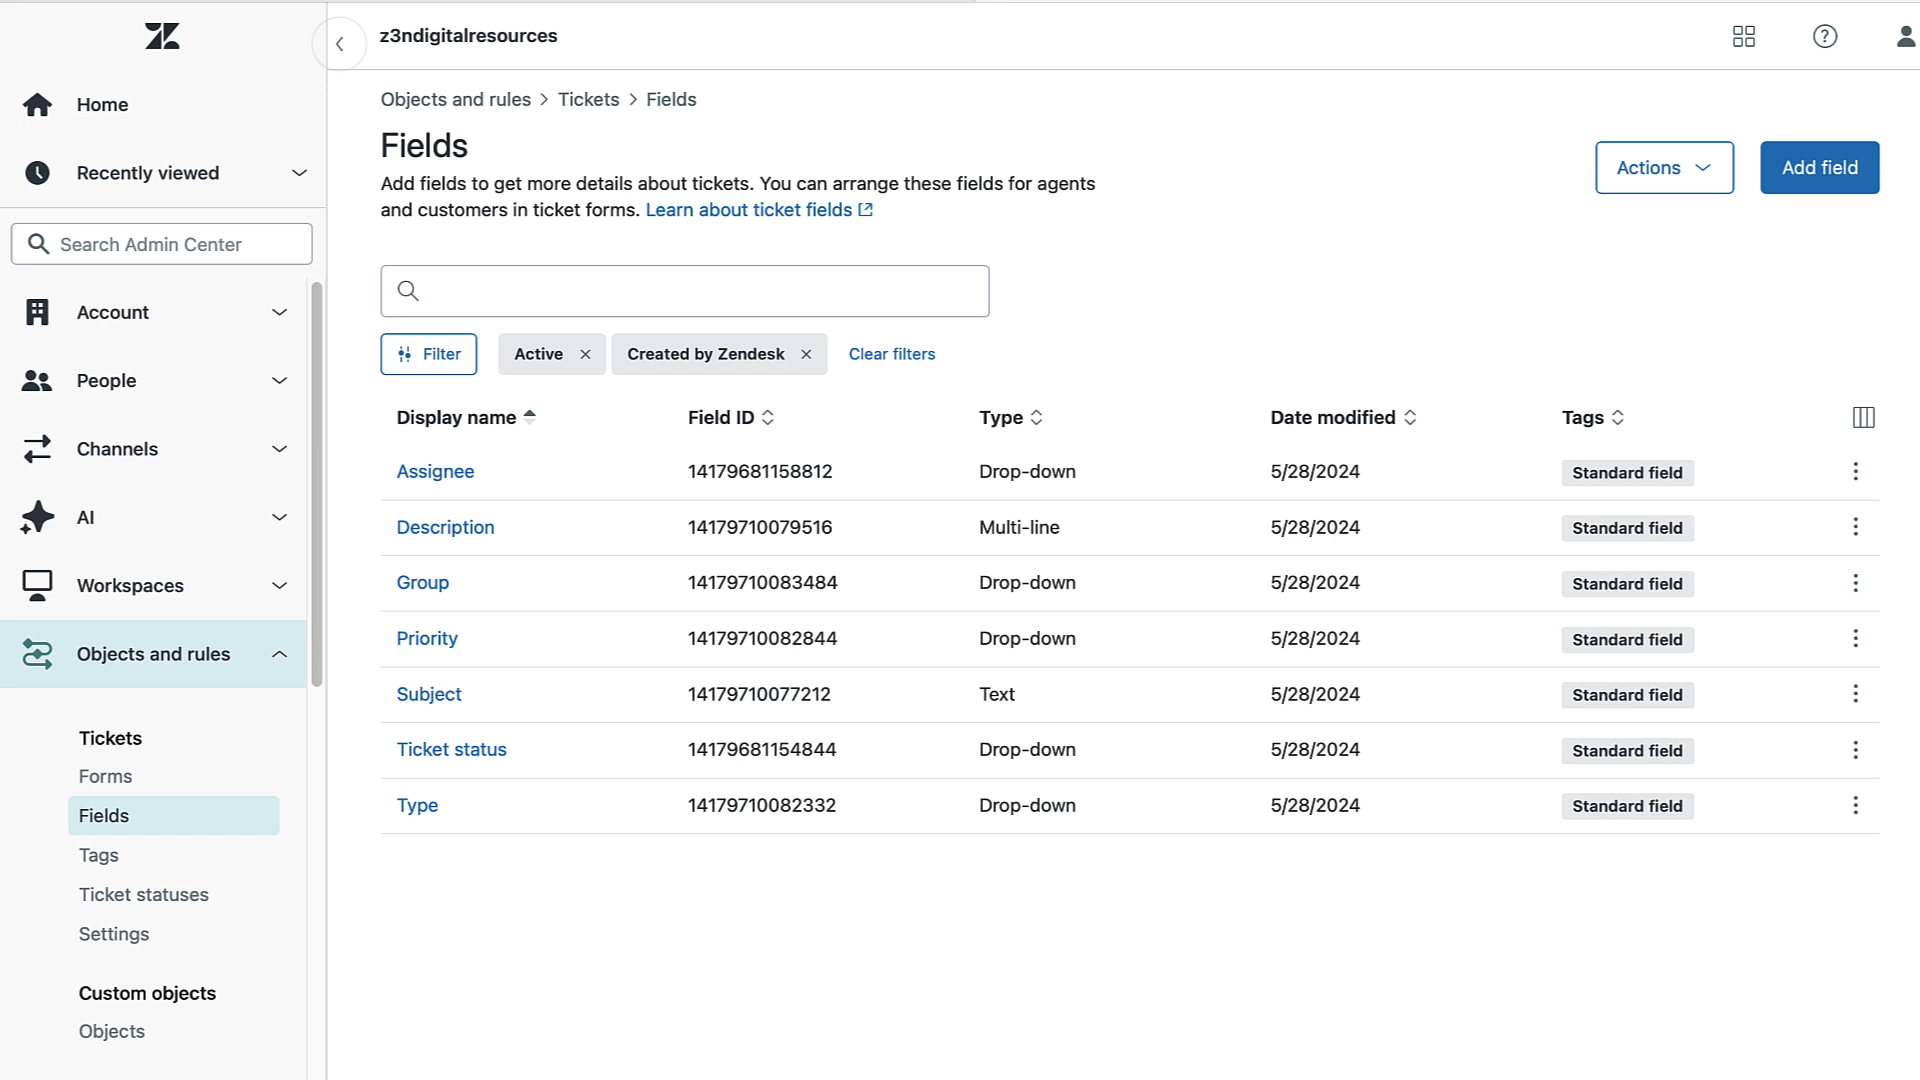 z3ndigitalresources
Home
Recently viewed
Search Admin Center
Account
People
Channels
AI
Workspaces
Objects and rules
Tickets
Forms
Fields
Tags
Ticket statuses
Settings
Custom objects
Objects
Objects and rules > Tickets > Fields
Fields
Add fields to get more details about tickets. You can arrange these fields for agents
and customers in ticket forms. Learn about ticket fields
Actions
Add field
Filter Active × Created by Zendesk × Clear filters
Display name Field ID Type Date modified Tags
Assignee 14179681158812 Drop-down 5/28/2024 Standard field
Description 14179710079516 Multi-line 5/28/2024 Standard field
Group 14179710083484 Drop-down 5/28/2024 Standard field
Priority 14179710082844 Drop-down 5/28/2024 Standard field
Subject 14179710077212 Text 5/28/2024 Standard field
Ticket status 14179681154844 Drop-down 5/28/2024 Standard field
Type 14179710082332 Drop-down 5/28/2024 Standard field